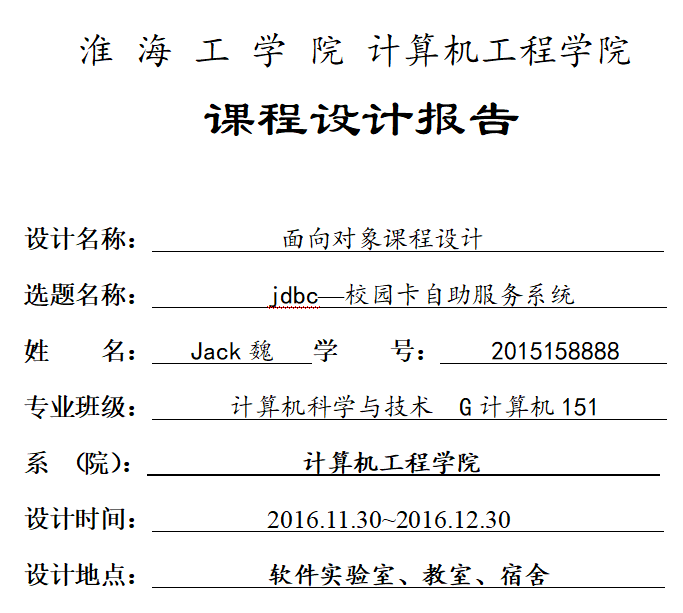 淮 海 工 学 院 计算机工程学院
课程设计报告
设计名称： 面向对象课程设计
选题名称： jdbc—校园卡自助服务系统
姓 名： Jack 魏 学 号： 2015158888
专业班级： 计算机科学与技术 G 计算机 151
系 （院）： 计算机工程学院
设计时间： 2016.11.30~2016.12.30
设计地点： 软件实验室、教室、宿舍